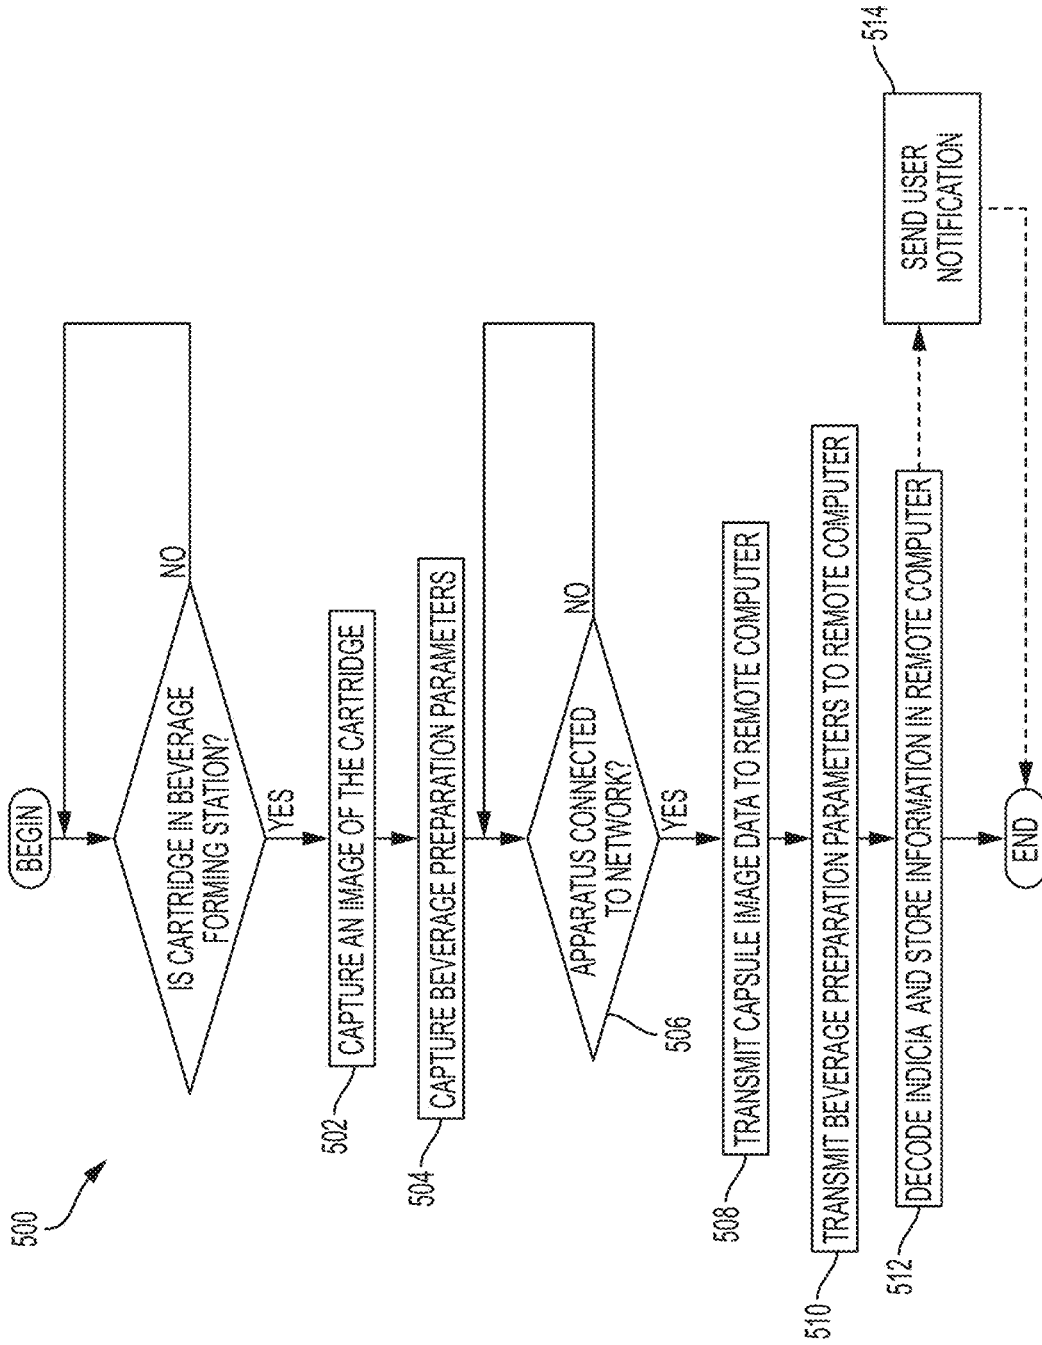 500
BEGIN
IS CARTRIDGE IN BEVERAGE
FORMING STATION?
NO
YES
502
CAPTURE AN IMAGE OF THE CARTRIDGE
504
CAPTURE BEVERAGE PREPARATION PARAMETERS
APPARATUS CONNECTED
TO NETWORK?
NO
506
YES
508
TRANSMIT CAPSULE IMAGE DATA TO REMOTE COMPUTER
510
TRANSMIT BEVERAGE PREPARATION PARAMETERS TO REMOTE COMPUTER
512
DECODE INDICIA AND STORE INFORMATION IN REMOTE COMPUTER
SEND USER
NOTIFICATION
514
END